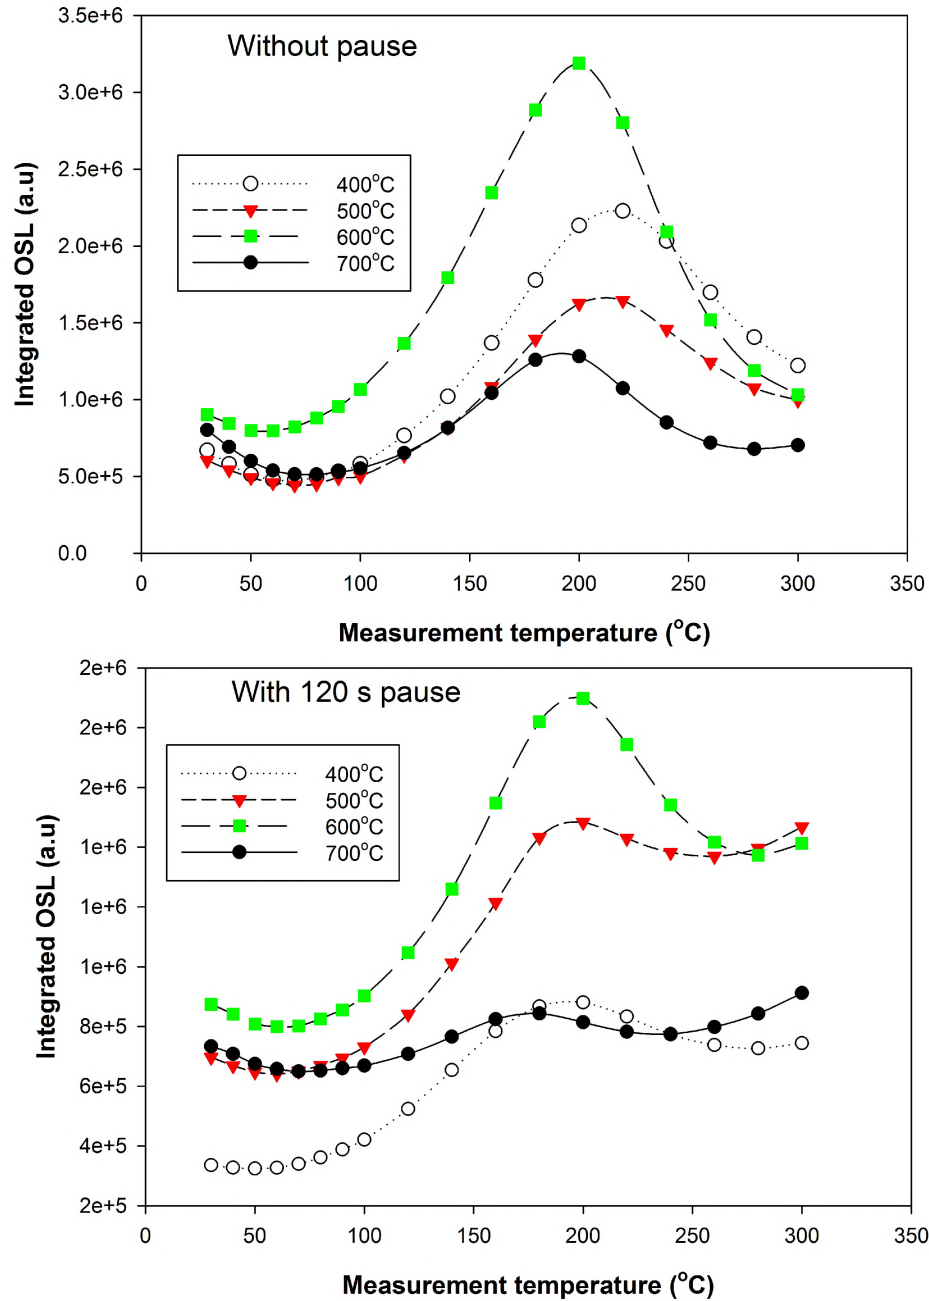 Without pause
3.5e+6
3.0e+6
2.5e+6
2.0e+6
1.5e+6
1.0e+6
5.0e+5
0.0
Integrated OSL (a.u)
400°C
500°C
600°C
700°C
0 50 100 150 200 250 300 350
Measurement temperature (°C)
With 120 s pause
2e+6
2e+6
2e+6
1e+6
1e+6
1e+6
8e+5
6e+5
4e+5
2e+5
Integrated OSL (a.u)
400°C
500°C
600°C
700°C
0 50 100 150 200 250 300 350
Measurement temperature (°C)